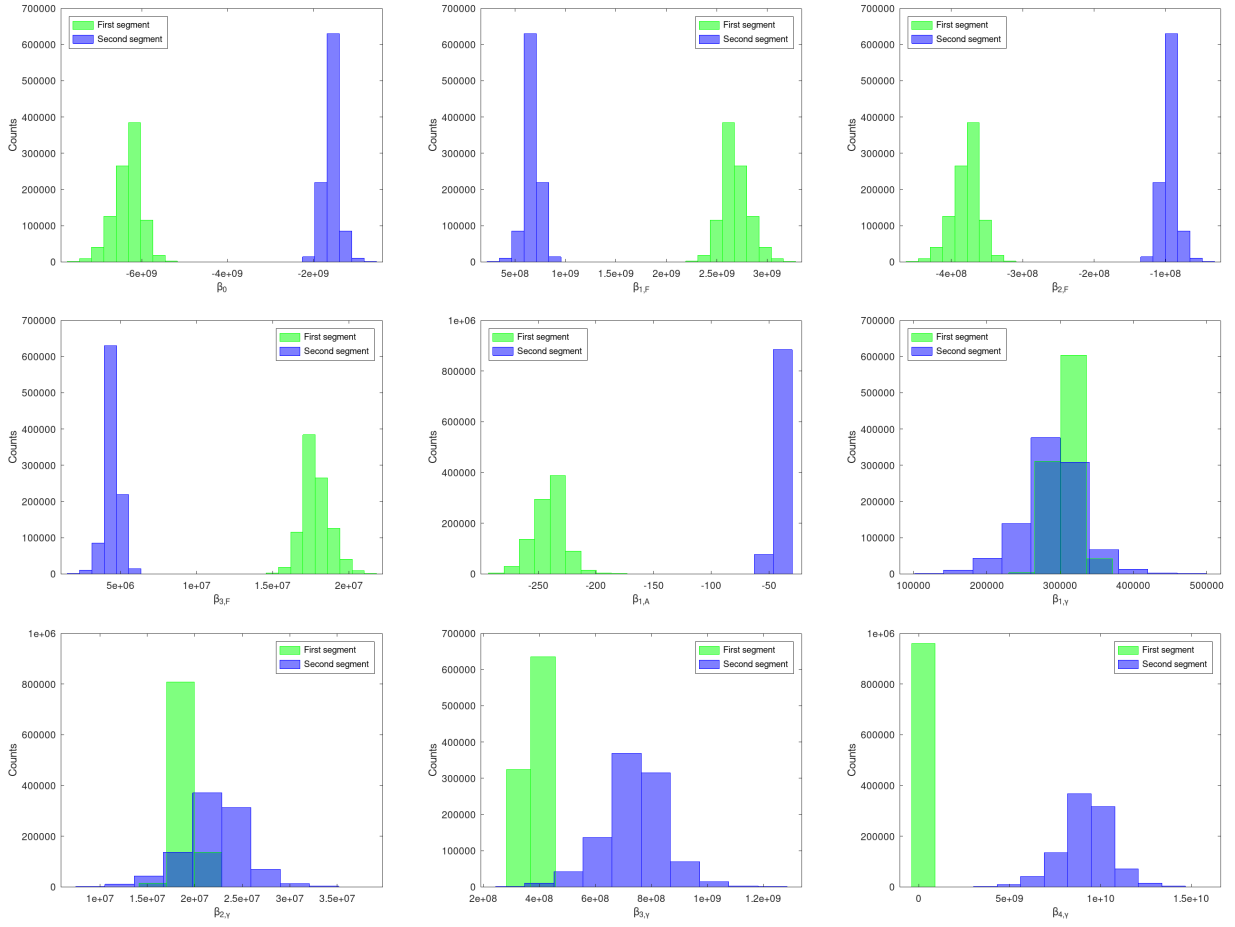 700000
600000
500000
400000
300000
200000
100000
0
Counts
First segment
Second segment
-6e+09 -4e+09 -2e+09
β0
700000
600000
500000
400000
300000
200000
100000
0
Counts
First segment
Second segment
5e+08 1e+09 1.5e+09 2e+09 2.5e+09 3e+09
β1,F
700000
600000
500000
400000
300000
200000
100000
0
Counts
First segment
Second segment
-4e+08 -3e+08 -2e+08 -1e+08
β2,F
700000
600000
500000
400000
300000
200000
100000
0
Counts
First segment
Second segment
5e+06 1e+07 1.5e+07 2e+07
β3,F
1e+06
800000
600000
400000
200000
0
Counts
First segment
Second segment
-250 -200 -150 -100 -50
β1,A
700000
600000
500000
400000
300000
200000
100000
0
Counts
First segment
Second segment
100000 200000 300000 400000 500000
β1,γ
1e+06
800000
600000
400000
200000
0
Counts
First segment
Second segment
1e+07 1.5e+07 2e+07 2.5e+07 3e+07 3.5e+07
β2,γ
700000
600000
500000
400000
300000
200000
100000
0
Counts
First segment
Second segment
2e+08 4e+08 6e+08 8e+08 1e+09 1.2e+09
β3,γ
1e+06
800000
600000
400000
200000
0
Counts
First segment
Second segment
0 5e+09 1e+10 1.5e+10
β4,γ